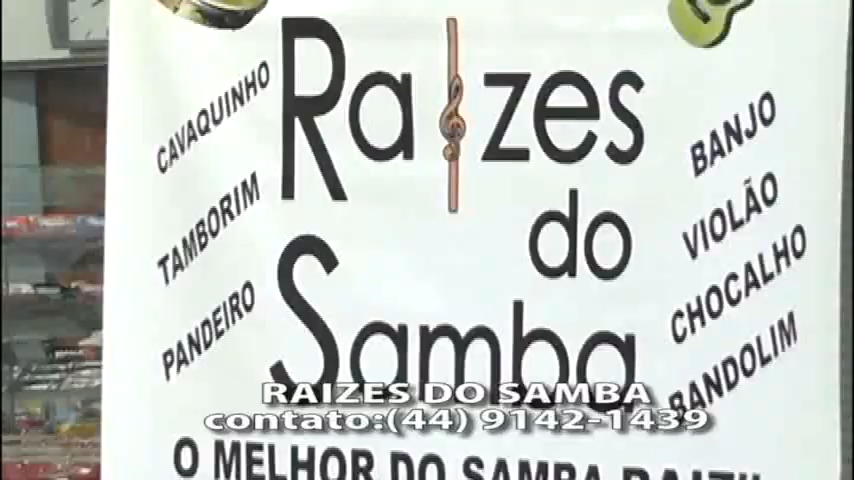 Raizes
do
Samba
CAVAQUINHO
TAMBORIM
PANDEIRO
BANJO
VIOLÃO
CHOCALHO
BANDOLIM
RAIZES DO SAMBA
contato:(44) 9142-1439
O MELHOR DO SAMBA RAIZ!!